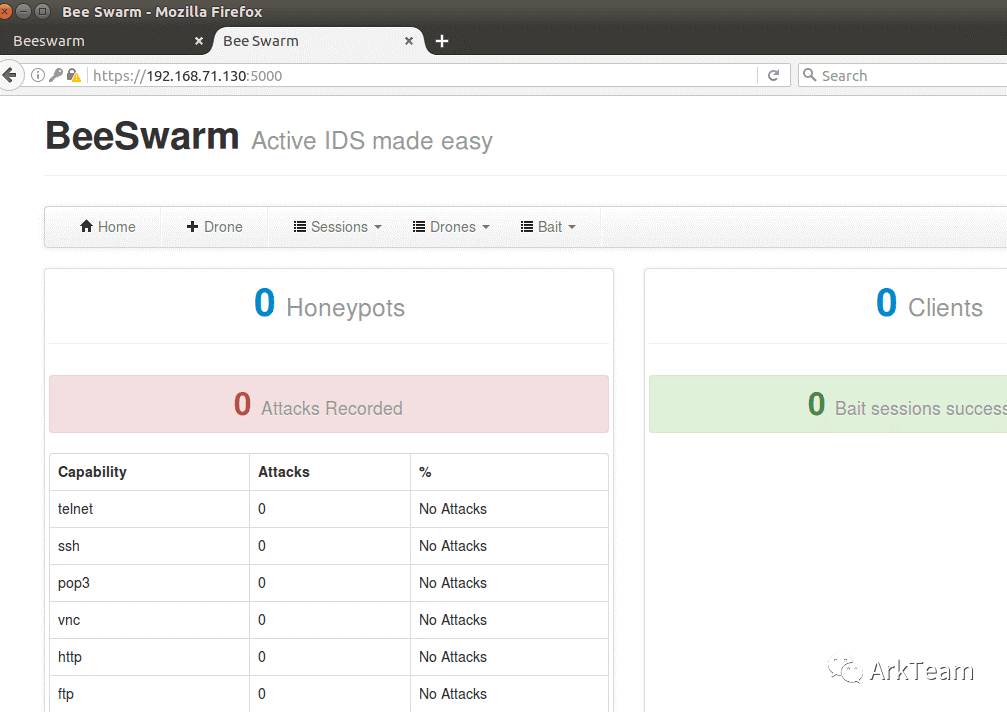 Bee Swarm - Mozilla Firefox
Beeswarm
Bee Swarm
https://192.168.71.130:5000
Search
BeeSwarm Active IDS made easy
Home Drone Sessions Drones Bait
0 Honeypots
0 Clients
0 Attacks Recorded
0 Bait sessions success
Capability Attacks %
telnet 0 No Attacks
ssh 0 No Attacks
pop3 0 No Attacks
vnc 0 No Attacks
http 0 No Attacks
ftp 0 No Attacks
ArkTeam